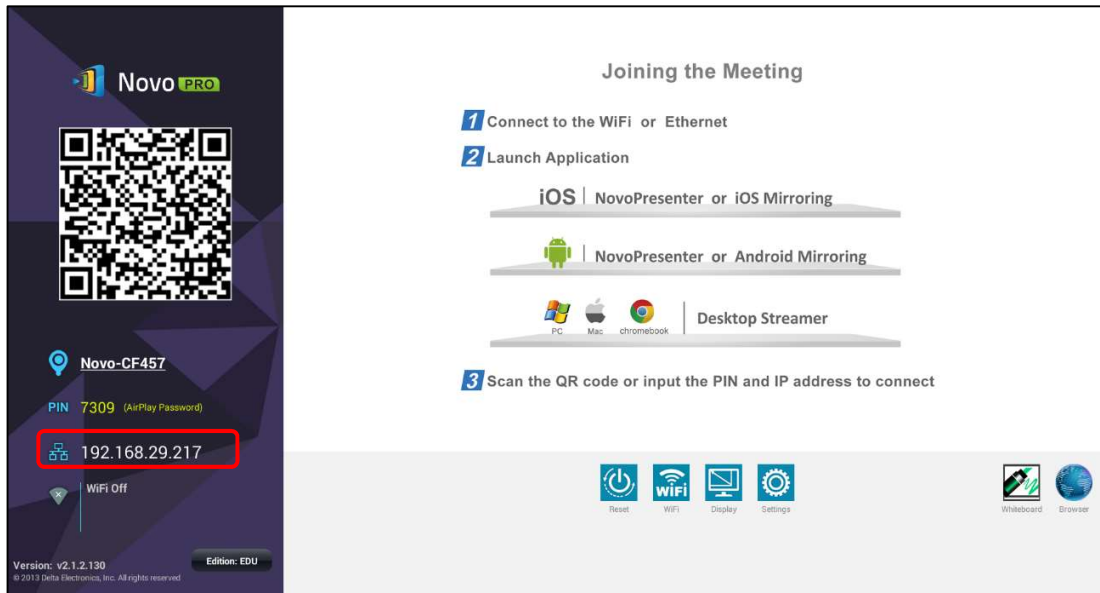 Novo PRO
Novo-CF457
PIN 7309 (AirPlay Password)
192.168.29.217
WiFi Off
Edition: EDU
Version: v2.1.2.130
© 2013 Delta Electronics, Inc. All rights reserved
Joining the Meeting
1 Connect to the WiFi or Ethernet
2 Launch Application
iOS NovoPresenter or iOS Mirroring
NovoPresenter or Android Mirroring
PC Mac chromebook Desktop Streamer
3 Scan the QR code or input the PIN and IP address to connect
WiFi
Reset WiFi Display Settings Whiteboard Browser